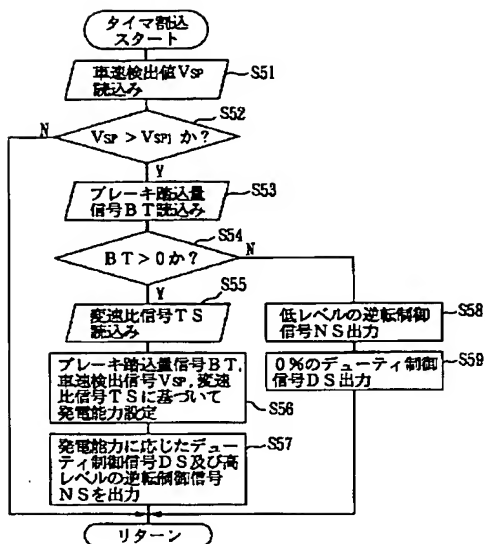 タイマ割込
スタート
車速検出値VSP
読込み
S51
S52
N
VSP>VSP1か?
Y
ブレーキ踏込量
信号BT読込み
S53
S54
BT>0か?
N
Y
S55
変速比信号TS
読込み
低レベルの逆転制御
信号NS出力
S58
ブレーキ踏込量信号BT,
車速検出信号VSP,変速
比信号TSに基づいて
発電能力設定
S56
0%のデューティ制御
信号DS出力
S59
発電能力に応じたデュー
ティ制御信号DS及び高
レベルの逆転制御信号
NSを出力
S57
リターン